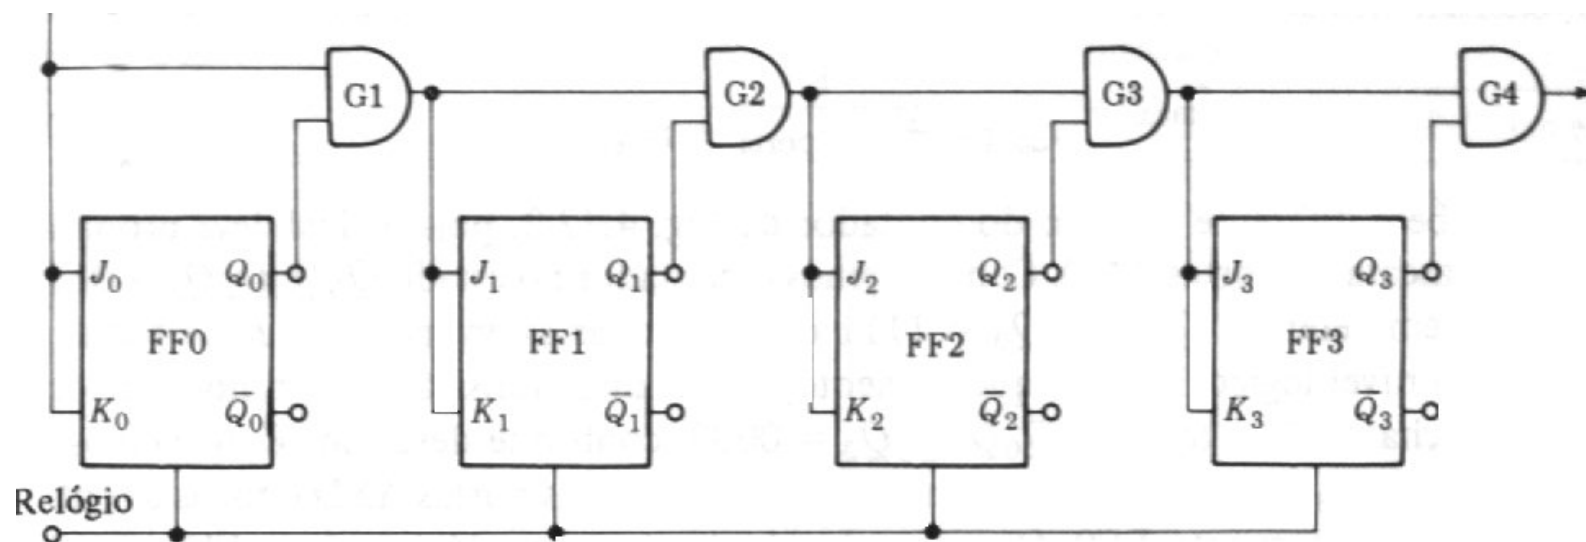 G1 G2 G3 G4
J₀ Q₀ J₁ Q₁ J₂ Q₂ J₃ Q₃
FF0 FF1 FF2 FF3
K₀ Q̅₀ K₁ Q̅₁ K₂ Q̅₂ K₃ Q̅₃
Relógio